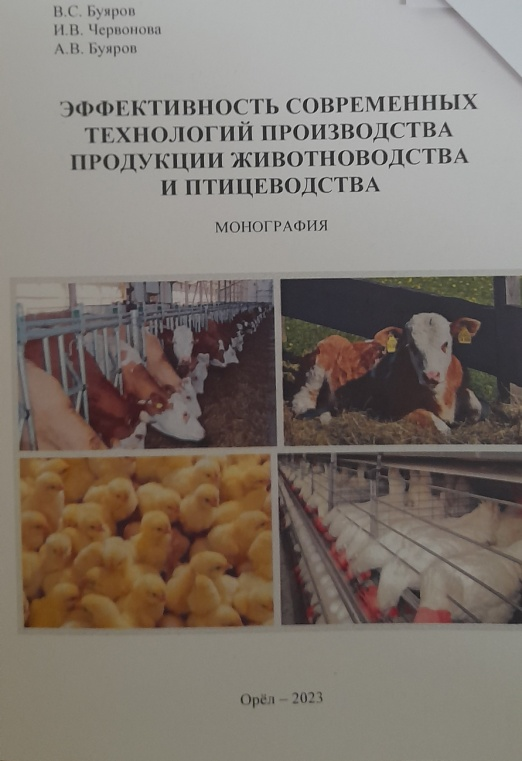 В.С. Буяров
И.В. Червонова
А.В. Буяров
ЭФФЕКТИВНОСТЬ СОВРЕМЕННЫХ
ТЕХНОЛОГИЙ ПРОИЗВОДСТВА
ПРОДУКЦИИ ЖИВОТНОВОДСТВА
И ПТИЦЕВОДСТВА
МОНОГРАФИЯ
Орёл – 2023